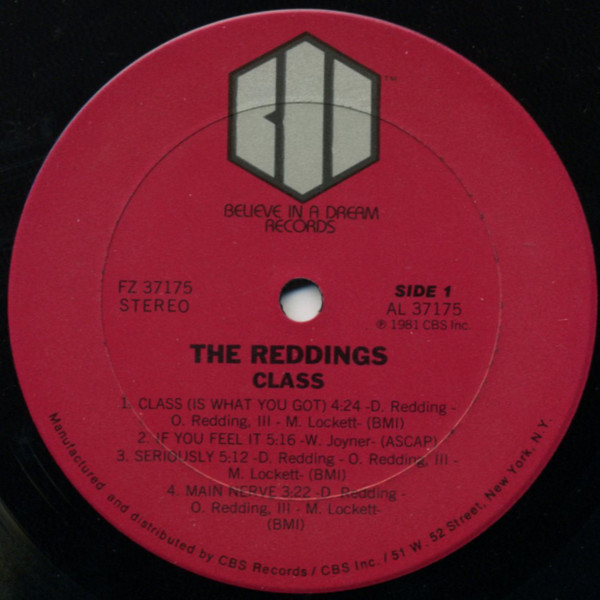 BID
™
BELIEVE IN A DREAM
RECORDS
FZ 37175
STEREO
SIDE 1
AL 37175
℗ 1981 CBS Inc.
THE REDDINGS
CLASS
1. CLASS (IS WHAT YOU GOT) 4:24 -D. Redding -
O. Redding, III - M. Lockett- (BMI)
2. IF YOU FEEL IT 5:16 -W. Joyner- (ASCAP)
3. SERIOUSLY 5:12 -D. Redding - O. Redding, III -
M. Lockett- (BMI)
4. MAIN NERVE 3:22 -D. Redding -
O. Redding, III - M. Lockett-
(BMI)
Manufactured and distributed by CBS Records / CBS Inc. / 51 W. 52 Street, New York, N.Y.